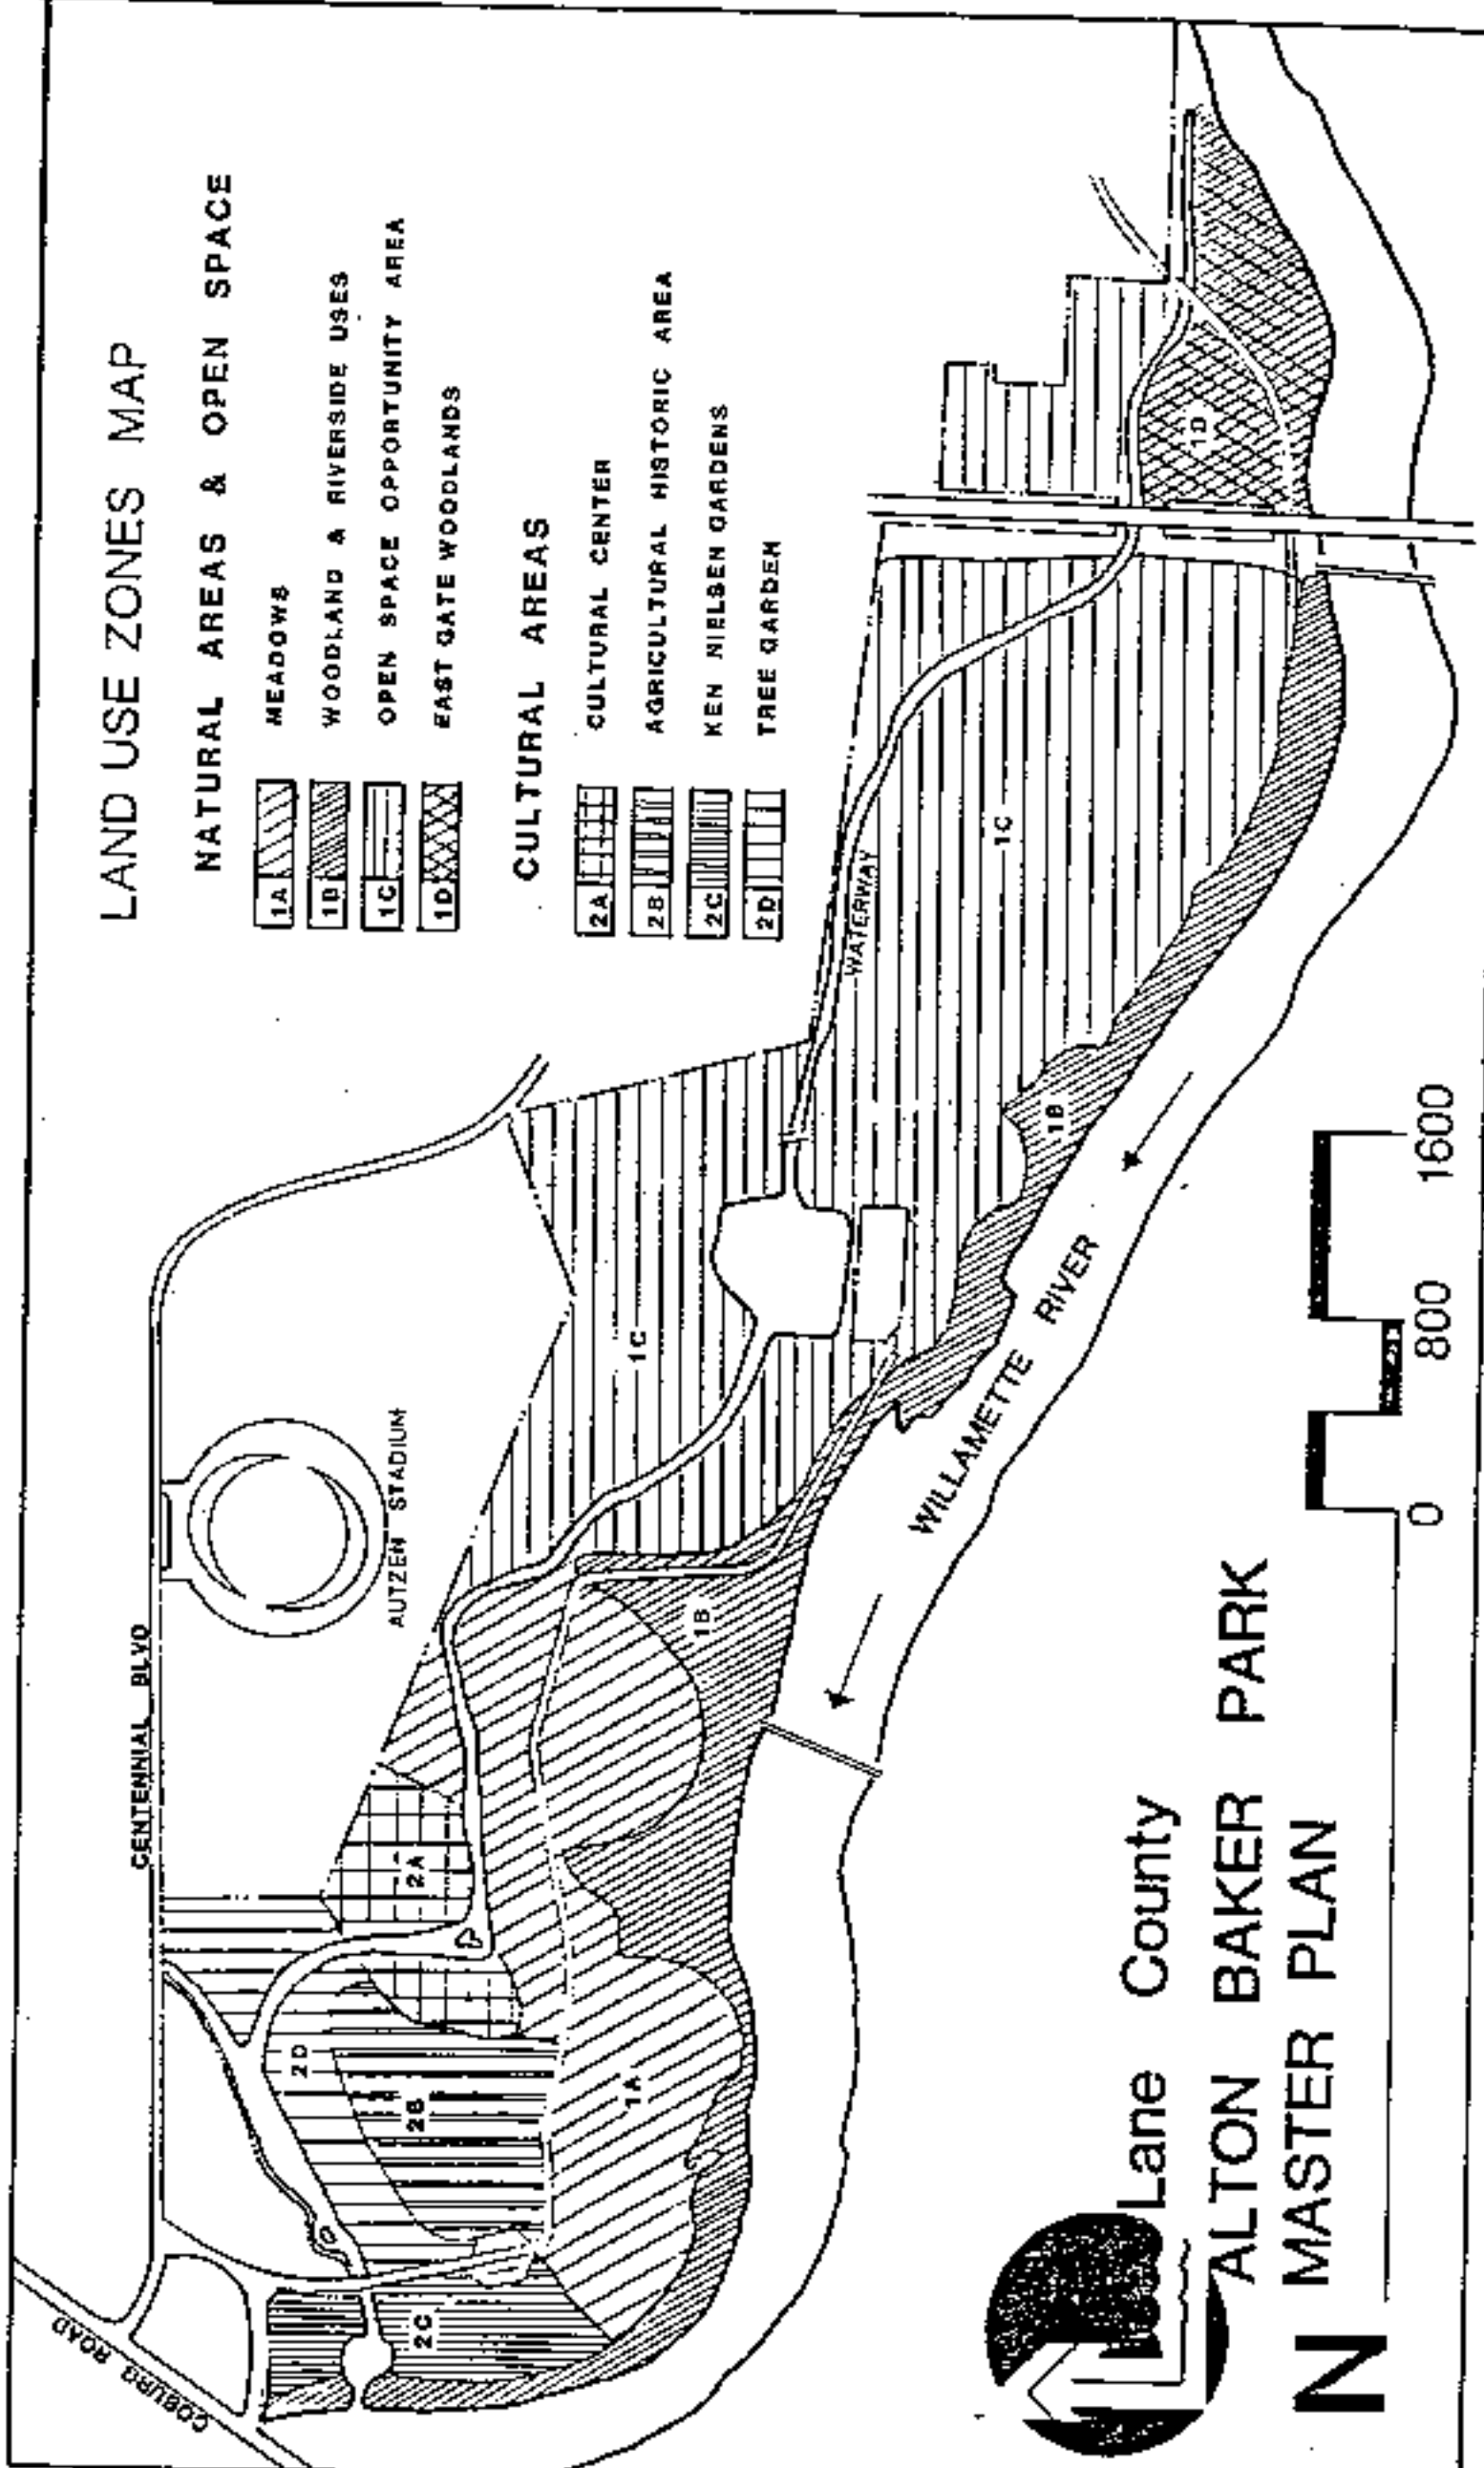 LAND USE ZONES MAP
NATURAL AREAS & OPEN SPACE
1A MEADOWS
1B WOODLAND & RIVERSIDE USES
1C OPEN SPACE OPPORTUNITY AREA
1D EAST GATE WOODLANDS
CULTURAL AREAS
2A CULTURAL CENTER
2B AGRICULTURAL HISTORIC AREA
2C KEN NIELSEN GARDENS
2D TREE GARDEN
COBURG ROAD
CENTENNIAL BLVD
AUTZEN STADIUM
2D
2A
2B
2C
1A
1B
1C
WATERWAY
1C
1B
1D
WILLAMETTE RIVER
Lane County
ALTON BAKER PARK
MASTER PLAN
N
0 800 1600